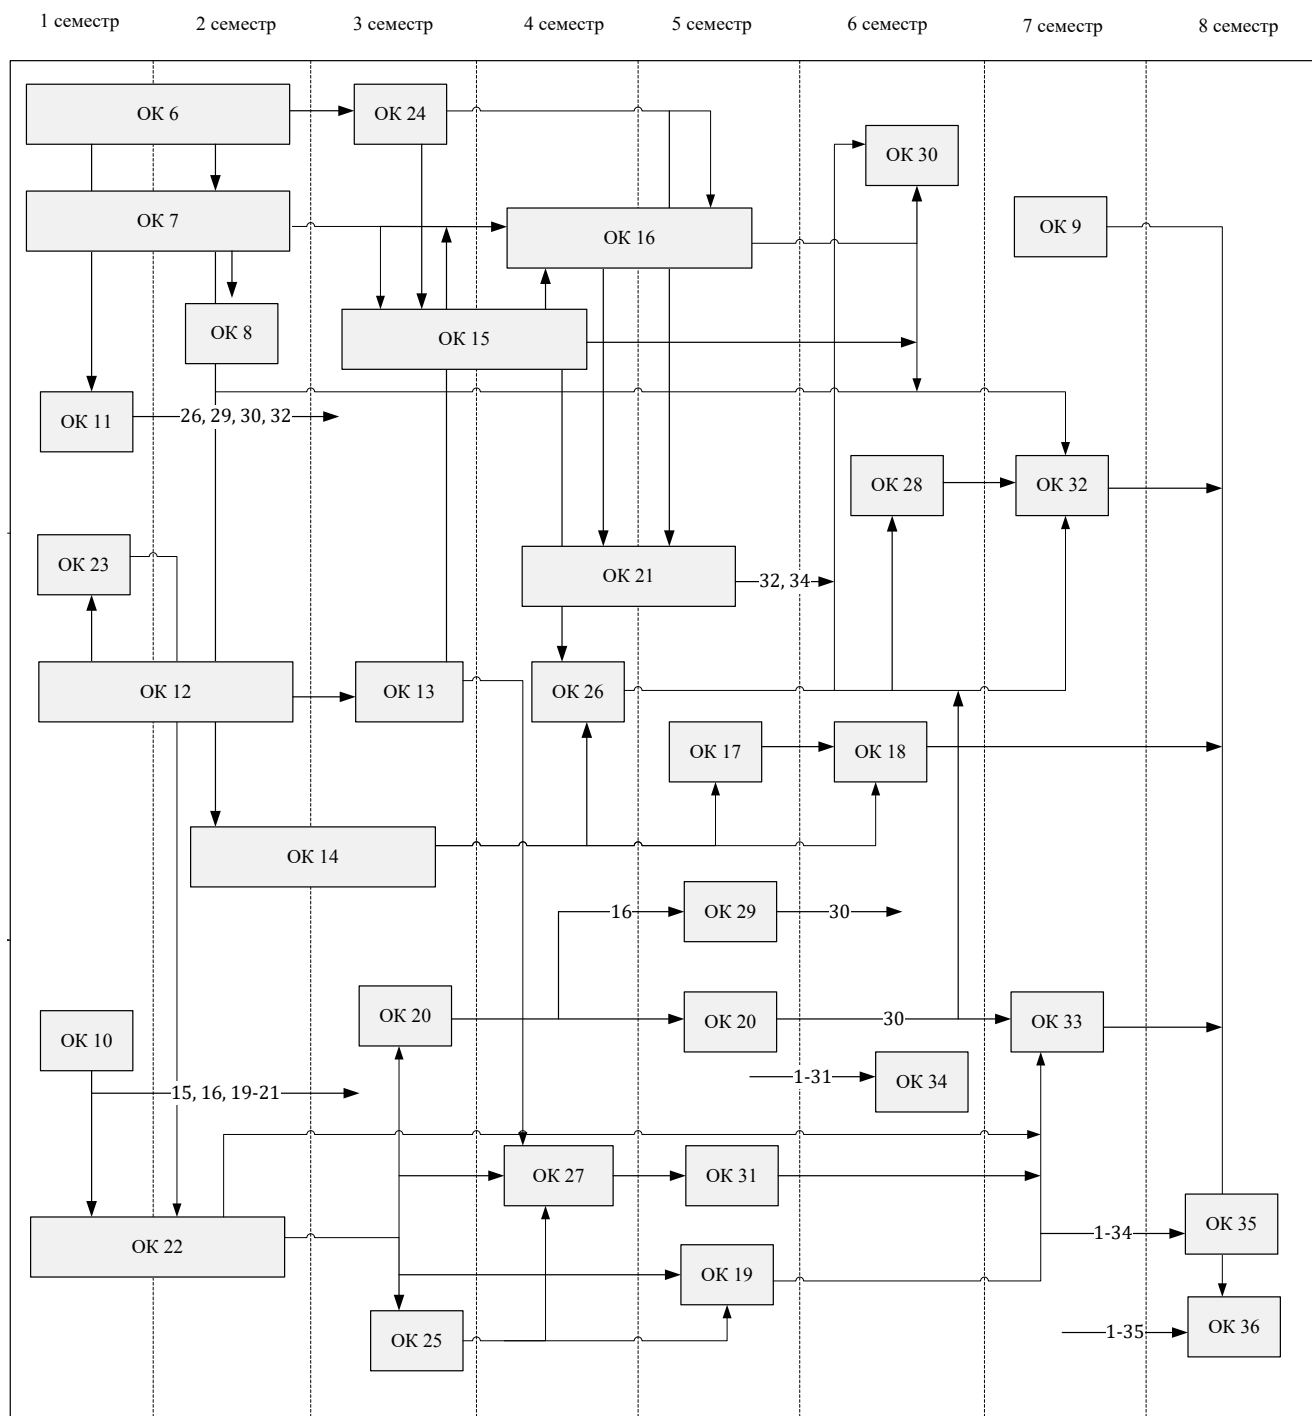 1 семестр
2 семестр
3 семестр
4 семестр
5 семестр
6 семестр
7 семестр
8 семестр
ОК 6
ОК 24
ОК 30
ОК 7
ОК 16
ОК 9
ОК 8
ОК 15
ОК 11
26, 29, 30, 32
ОК 28
ОК 32
ОК 23
ОК 21
32, 34
ОК 12
ОК 13
ОК 26
ОК 17
ОК 18
ОК 14
16
ОК 29
30
ОК 20
ОК 20
30
ОК 33
ОК 10
1-31
ОК 34
15, 16, 19-21
ОК 27
ОК 31
ОК 22
1-34
ОК 35
ОК 19
ОК 25
1-35
ОК 36